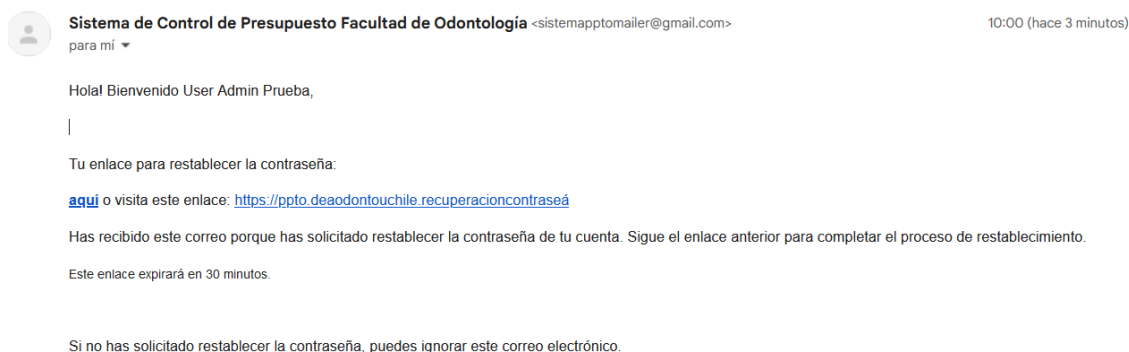 Sistema de Control de Presupuesto Facultad de Odontología <sistemapptomailer@gmail.com> 10:00 (hace 3 minutos)
para mí
Hola! Bienvenido User Admin Prueba,
Tu enlace para restablecer la contraseña:
aquí o visita este enlace: https://ppto.deaodontouchile.recuperacioncontraseá
Has recibido este correo porque has solicitado restablecer la contraseña de tu cuenta. Sigue el enlace anterior para completar el proceso de restablecimiento.
Este enlace expirará en 30 minutos.
Si no has solicitado restablecer la contraseña, puedes ignorar este correo electrónico.